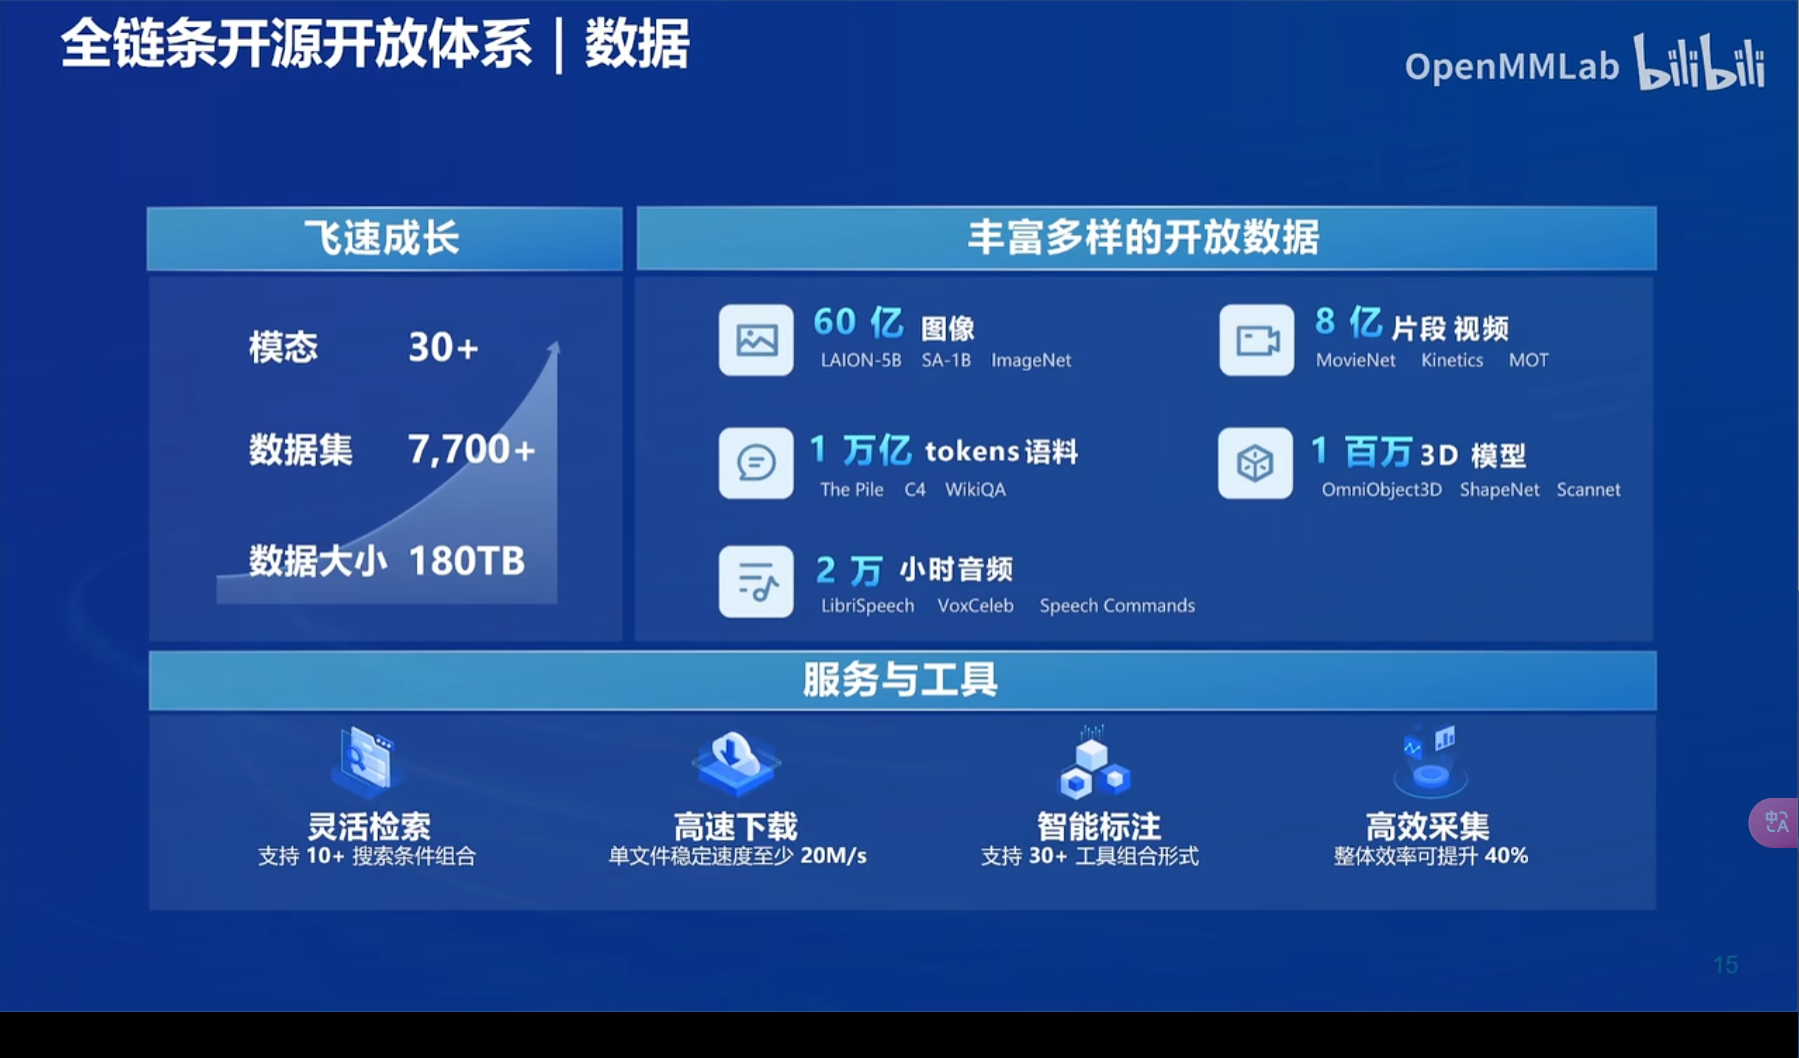 全链条开源开放体系 | 数据
OpenMMLab bilibili
飞速成长
模态 30+
数据集 7,700+
数据大小 180TB
丰富多样的开放数据
60 亿 图像
LAION-5B SA-1B ImageNet
8 亿 片段 视频
MovieNet Kinetics MOT
1 万亿 tokens 语料
The Pile C4 WikiQA
1 百万 3D 模型
OmniObject3D ShapeNet Scannet
2 万 小时音频
LibriSpeech VoxCeleb Speech Commands
服务与工具
灵活检索
支持 10+ 搜索条件组合
高速下载
单文件稳定速度至少 20M/s
智能标注
支持 30+ 工具组合形式
高效采集
整体效率可提升 40%
中A
15